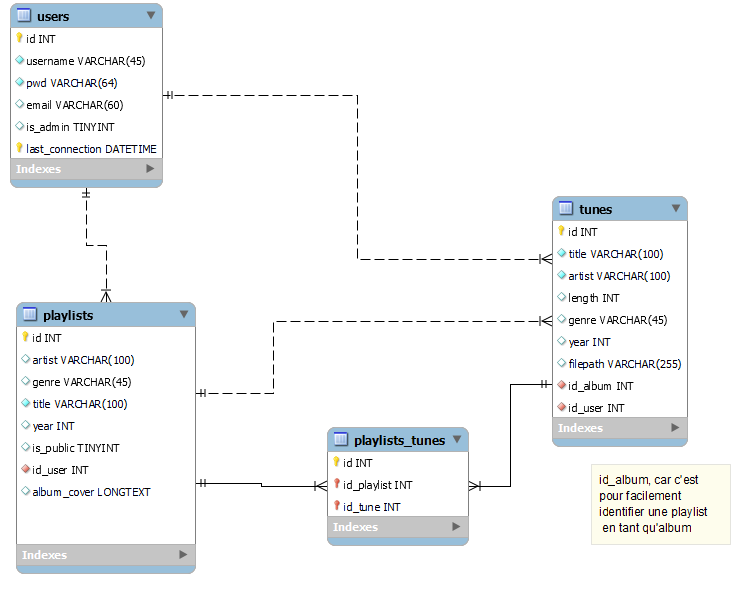 users
id INT
username VARCHAR(45)
pwd VARCHAR(64)
email VARCHAR(60)
is_admin TINYINT
last_connection DATETIME
Indexes
tunes
id INT
title VARCHAR(100)
artist VARCHAR(100)
length INT
genre VARCHAR(45)
year INT
filepath VARCHAR(255)
id_album INT
id_user INT
Indexes
playlists
id INT
artist VARCHAR(100)
genre VARCHAR(45)
title VARCHAR(100)
year INT
is_public TINYINT
id_user INT
album_cover LONGTEXT
Indexes
playlists_tunes
id INT
id_playlist INT
id_tune INT
Indexes
id_album, car c'est
pour facilement
identifier une playlist
en tant qu'album